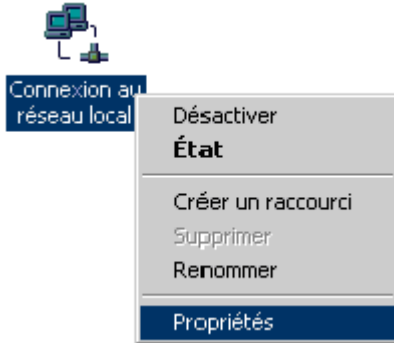 Connexion au
réseau local
Désactiver
État
Créer un raccourci
Supprimer
Renommer
Propriétés